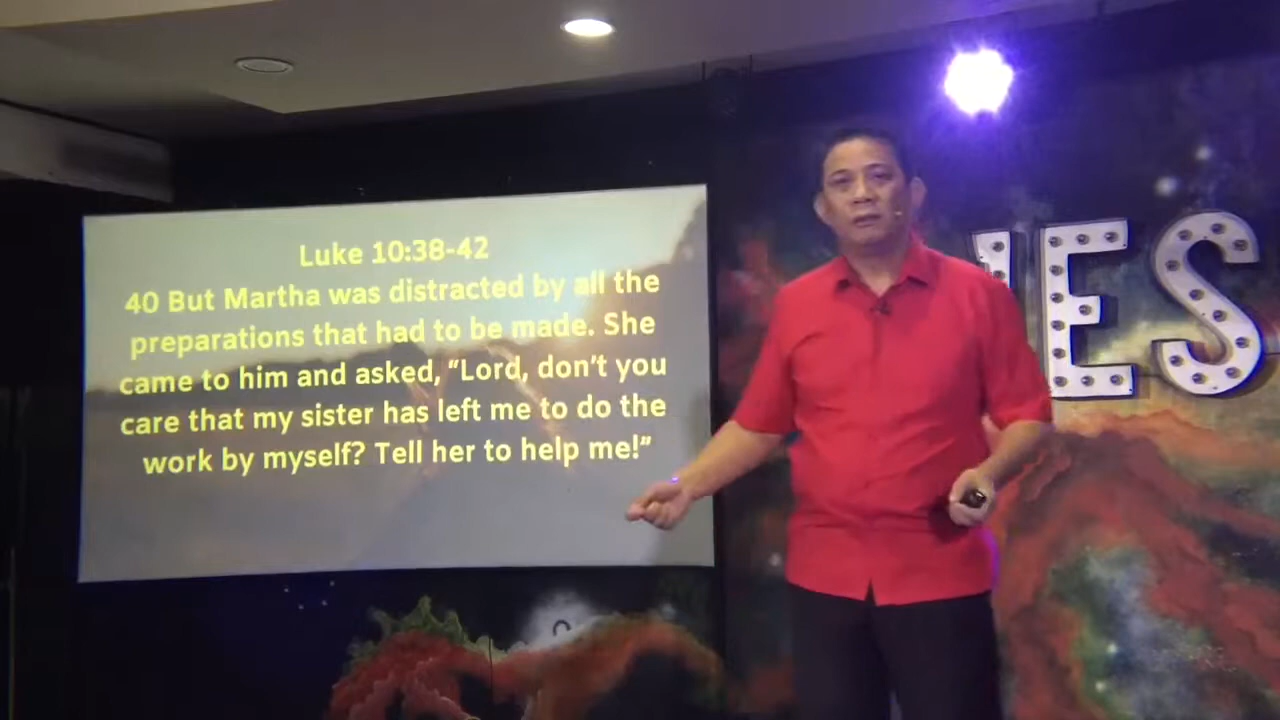 Luke 10:38-42
40 But Martha was distracted by all the
preparations that had to be made. She
came to him and asked, “Lord, don’t you
care that my sister has left me to do the
work by myself? Tell her to help me!”
ES